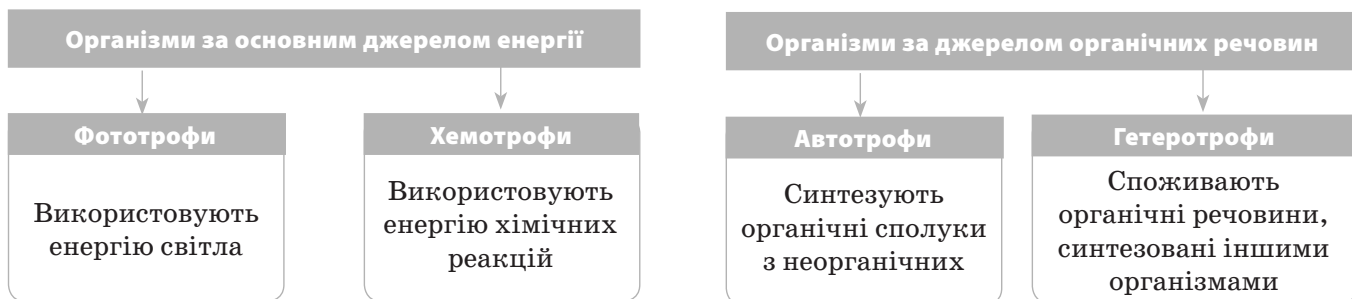 Організми за основним джерелом енергії
Фототрофи
Використовують
енергію світла
Хемотрофи
Використовують
енергію хімічних
реакцій
Організми за джерелом органічних речовин
Автотрофи
Синтезують
органічні сполуки
з неорганічних
Гетеротрофи
Споживають
органічні речовини,
синтезовані іншими
організмами